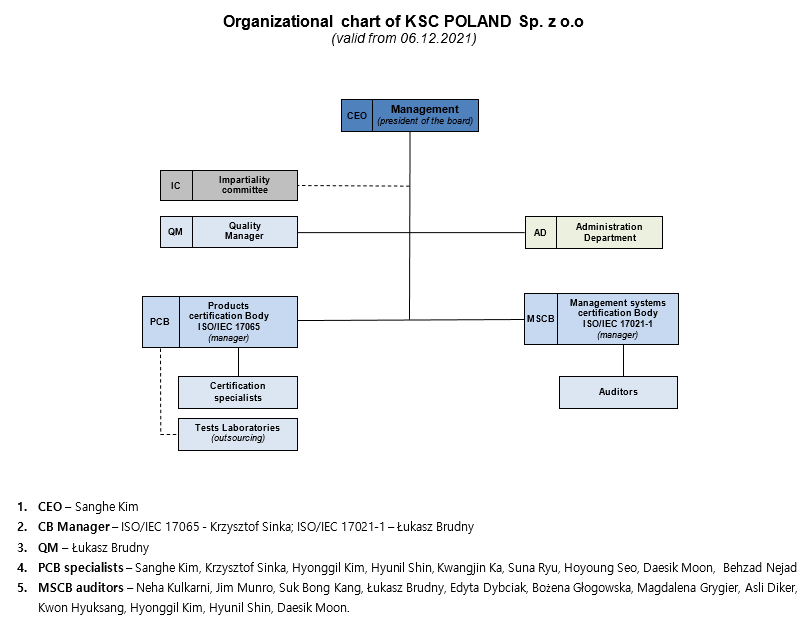 Organizational chart of KSC POLAND Sp. z o.o
(valid from 06.12.2021)
CEO
Management
(president of the board)
IC
Impartiality
committee
QM
Quality
Manager
AD
Administration
Department
PCB
Products
certification Body
ISO/IEC 17065
(manager)
MSCB
Management systems
certification Body
ISO/IEC 17021-1
(manager)
Certification
specialists
Auditors
Tests Laboratories
(outsourcing)
1. CEO – Sanghe Kim
2. CB Manager – ISO/IEC 17065 - Krzysztof Sinka; ISO/IEC 17021-1 – Łukasz Brudny
3. QM – Łukasz Brudny
4. PCB specialists – Sanghe Kim, Krzysztof Sinka, Hyonggil Kim, Hyunil Shin, Kwangjin Ka, Suna Ryu, Hoyoung Seo, Daesik Moon, Behzad Nejad
5. MSCB auditors – Neha Kulkarni, Jim Munro, Suk Bong Kang, Łukasz Brudny, Edyta Dybciak, Bożena Głogowska, Magdalena Grygier, Asli Diker,
Kwon Hyuksang, Hyonggil Kim, Hyunil Shin, Daesik Moon.